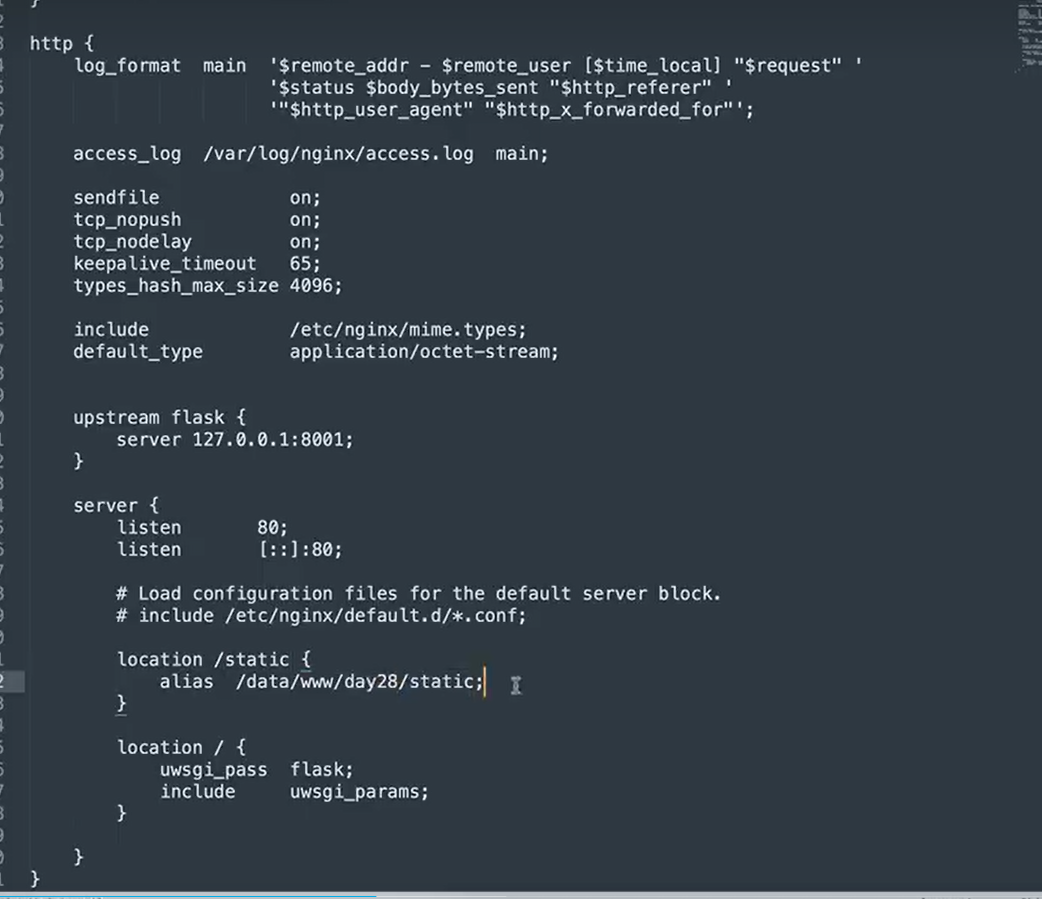 }
http {
log_format  main  '$remote_addr - $remote_user [$time_local] "$request" '
'$status $body_bytes_sent "$http_referer" '
'"$http_user_agent" "$http_x_forwarded_for"';
access_log  /var/log/nginx/access.log  main;
sendfile            on;
tcp_nopush          on;
tcp_nodelay         on;
keepalive_timeout   65;
types_hash_max_size 4096;
include             /etc/nginx/mime.types;
default_type        application/octet-stream;
upstream flask {
server 127.0.0.1:8001;
}
server {
listen       80;
listen       [::]:80;
# Load configuration files for the default server block.
# include /etc/nginx/default.d/*.conf;
location /static {
alias  /data/www/day28/static;
}
location / {
uwsgi_pass  flask;
include     uwsgi_params;
}
}
}